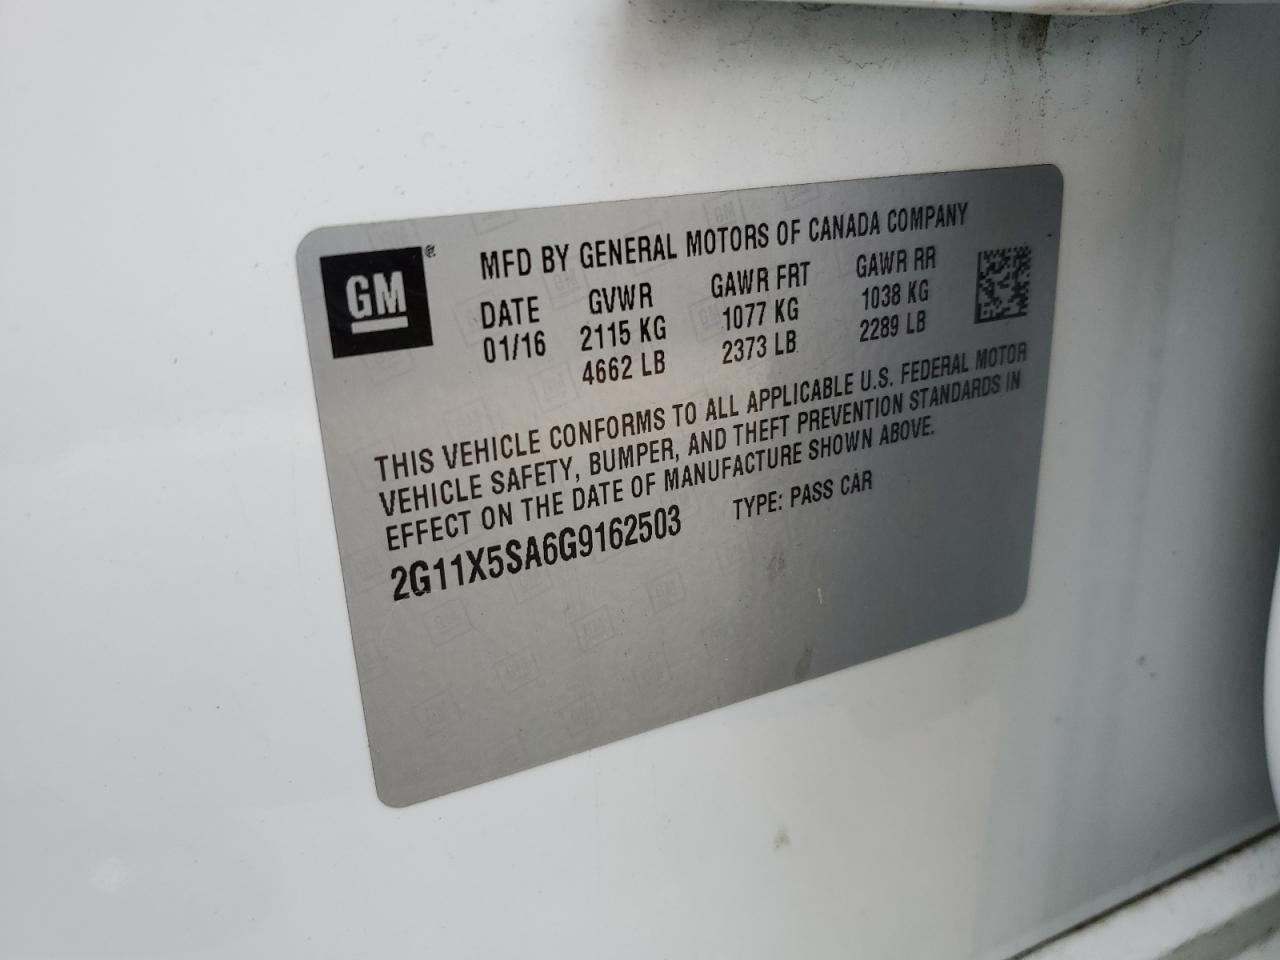 GM ®
MFD BY GENERAL MOTORS OF CANADA COMPANY
DATE GVWR GAWR FRT GAWR RR
01/16 2115 KG 1077 KG 1038 KG
4662 LB 2373 LB 2289 LB
THIS VEHICLE CONFORMS TO ALL APPLICABLE U.S. FEDERAL MOTOR
VEHICLE SAFETY, BUMPER, AND THEFT PREVENTION STANDARDS IN
EFFECT ON THE DATE OF MANUFACTURE SHOWN ABOVE.
2G11X5SA6G9162503 TYPE: PASS CAR